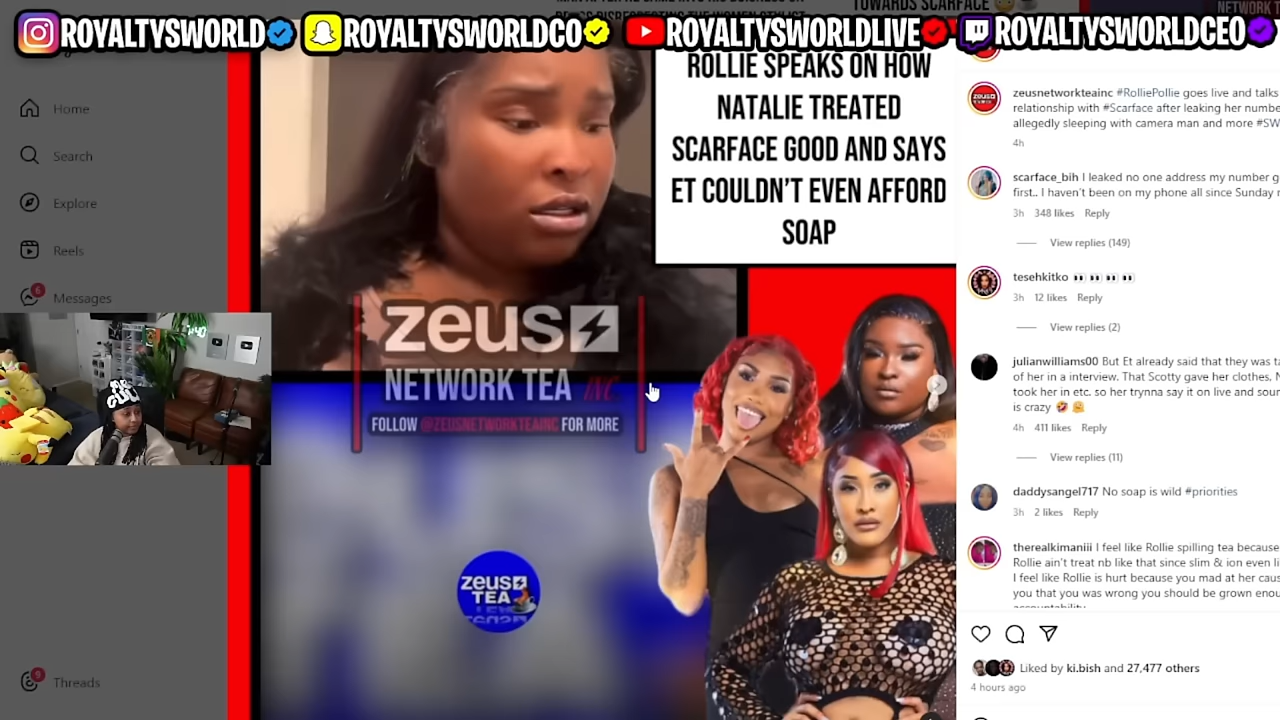 TOWARDS SCARFACE
NETWORK T
ROYALTYSWORLD
ROYALTYSWORLDCO
ROYALTYSWORLDLIVE
ROYALTYSWORLDCEO
Home
Search
Explore
Reels
6
Messages
9
Threads
ROLLIE SPEAKS ON HOW
NATALIE TREATED
SCARFACE GOOD AND SAYS
ET COULDN'T EVEN AFFORD
SOAP
zeus
NETWORK TEA INC
FOLLOW @ZEUSNETWORKTEAINC FOR MORE
ZEUS
TEA
zeusnetworkteainc #RolliePollie goes live and talks
relationship with #Scarface after leaking her numbe
allegedly sleeping with camera man and more #SW
4h
scarface_bih I leaked no one address my number g
first.. I haven't been on my phone all since Sunday
3h 348 likes Reply
View replies (149)
tesehkitko 👀 👀 👀 👀
3h 12 likes Reply
View replies (2)
julianwilliams00 But Et already said that they was ta
of her in a interview. That Scotty gave her clothes,
took her in etc. so her trynna say it on live and sour
is crazy 🤣 🤗
4h 411 likes Reply
View replies (11)
daddysangel717 No soap is wild #priorities
3h 2 likes Reply
therealkimaniii I feel like Rollie spilling tea because
Rollie ain't treat nb like that since slim & ion even li
I feel like Rollie is hurt because you mad at her cau
you that you was wrong you should be grown enou
accountability
Liked by ki.bish and 27,477 others
4 hours ago